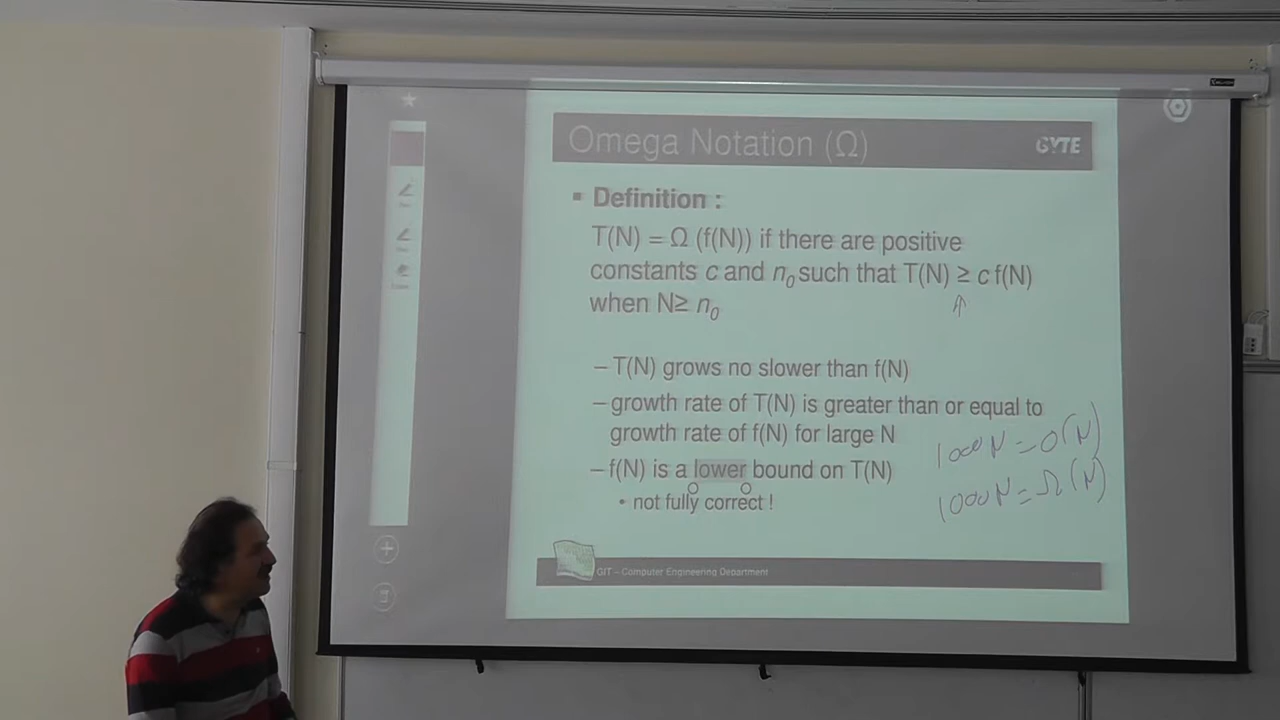 Omega Notation (Ω)
GYTE
▪ Definition :
T(N) = Ω (f(N)) if there are positive
constants c and n₀ such that T(N) ≥ c f(N)
when N≥ n₀
– T(N) grows no slower than f(N)
– growth rate of T(N) is greater than or equal to
growth rate of f(N) for large N
– f(N) is a lower bound on T(N)
• not fully correct !
1000N = O(N)
1000N = Ω(N)
GIT – Computer Engineering Department